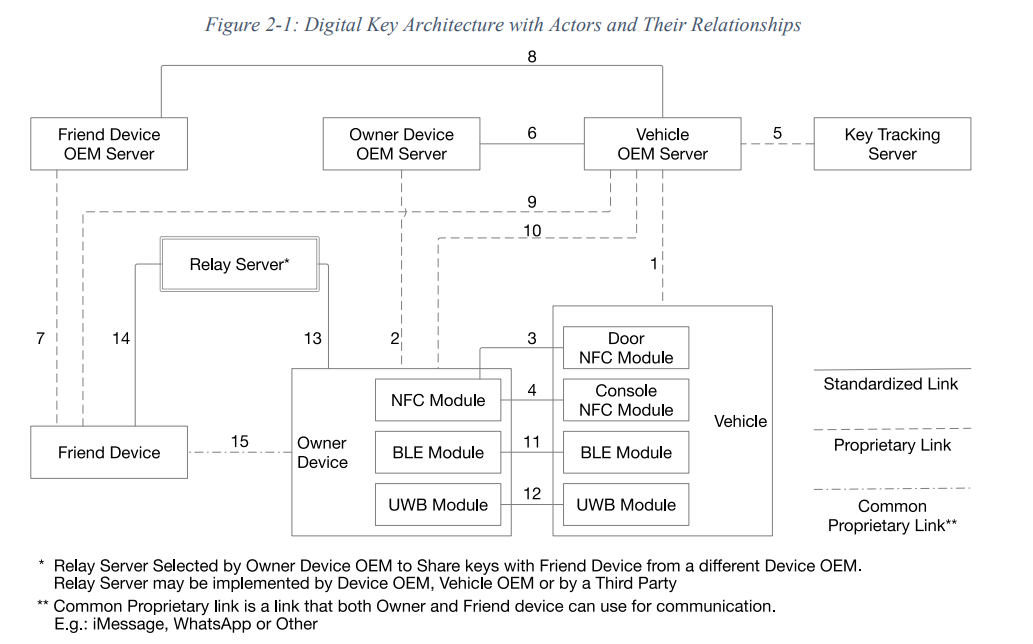 Figure 2-1: Digital Key Architecture with Actors and Their Relationships
8
Friend Device
OEM Server
Owner Device
OEM Server
6
Vehicle
OEM Server
5
Key Tracking
Server
9
10
Relay Server*
1
7
14
13
2
3
Door
NFC Module
NFC Module
4
Console
NFC Module
Vehicle
Standardized Link
Friend Device
15
Owner
Device
BLE Module
11
BLE Module
Proprietary Link
UWB Module
12
UWB Module
Common
Proprietary Link**
* Relay Server Selected by Owner Device OEM to Share keys with Friend Device from a different Device OEM.
Relay Server may be implemented by Device OEM, Vehicle OEM or by a Third Party
** Common Proprietary link is a link that both Owner and Friend device can use for communication.
E.g.: iMessage, WhatsApp or Other